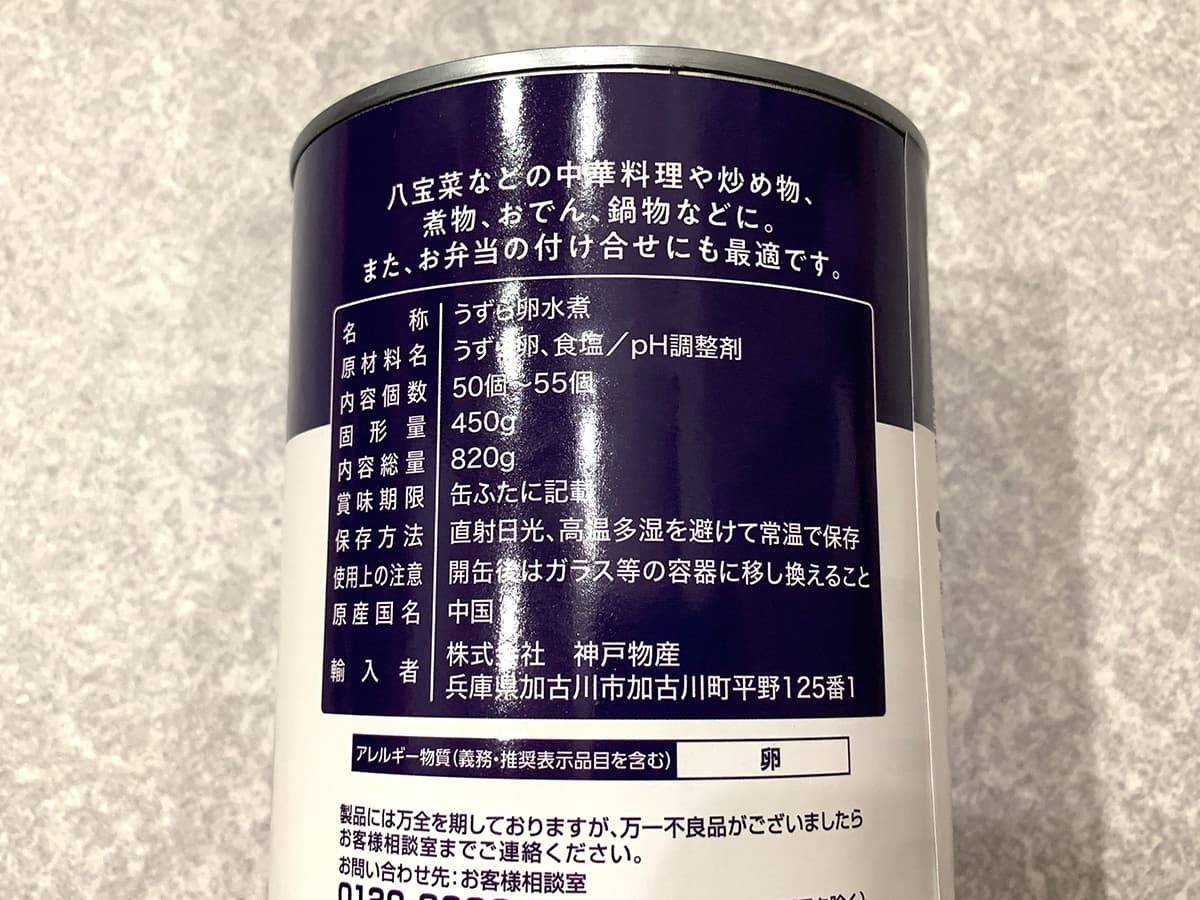 八宝菜などの中華料理や炒め物、
煮物、おでん、鍋物などに。
また、お弁当の付け合せにも最適です。
名称 うずら卵水煮
原材料名 うずら卵、食塩／pH調整剤
内容個数 50個～55個
固形量 450g
内容総量 820g
賞味期限 缶ふたに記載
保存方法 直射日光、高温多湿を避けて常温で保存
使用上の注意 開缶後はガラス等の容器に移し換えること
原産国名 中国
輸入者 株式会社 神戸物産
兵庫県加古川市加古川町平野125番1
アレルギー物質(義務・推奨表示品目を含む) 卵
製品には万全を期しておりますが、万一不良品がございましたら
お客様相談室までご連絡ください。
お問い合わせ先：お客様相談室
0120